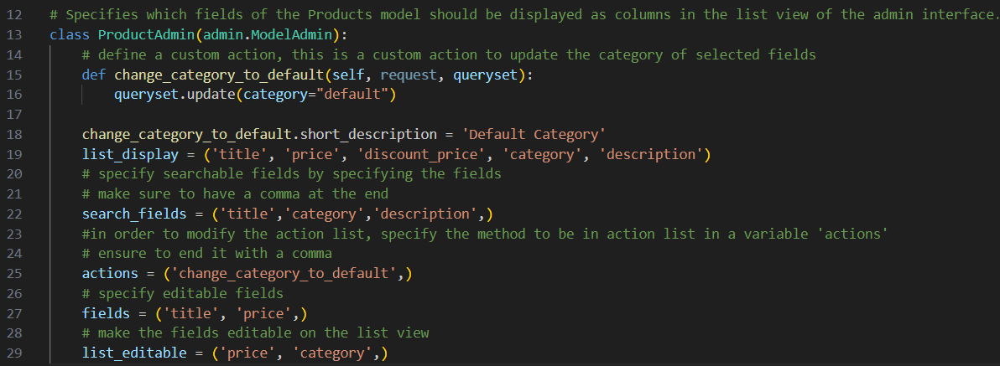 12 # Specifies which fields of the Products model should be displayed as columns in the list view of the admin interface.
13 class ProductAdmin(admin.ModelAdmin):
14     # define a custom action, this is a custom action to update the category of selected fields
15     def change_category_to_default(self, request, queryset):
16         queryset.update(category="default")
17
18     change_category_to_default.short_description = 'Default Category'
19     list_display = ('title', 'price', 'discount_price', 'category', 'description')
20     # specify searchable fields by specifying the fields
21     # make sure to have a comma at the end
22     search_fields = ('title','category','description',)
23     #in order to modify the action list, specify the method to be in action list in a variable 'actions'
24     # ensure to end it with a comma
25     actions = ('change_category_to_default',)
26     # specify editable fields
27     fields = ('title', 'price',)
28     # make the fields editable on the list view
29     list_editable = ('price', 'category',)